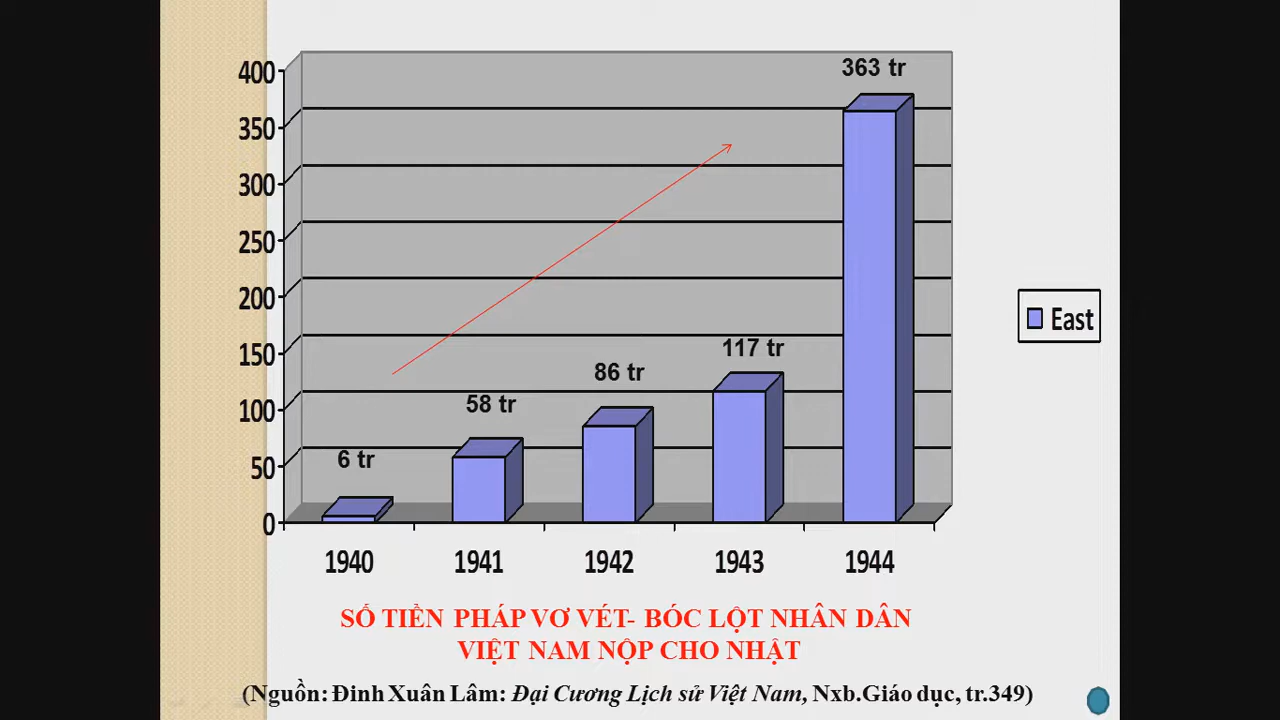 400
350
300
250
200
150
100
50
0
363 tr
117 tr
86 tr
58 tr
6 tr
East
1940 1941 1942 1943 1944
SỐ TIỀN PHÁP VƠ VÉT- BÓC LỘT NHÂN DÂN
VIỆT NAM NỘP CHO NHẬT
(Nguồn: Đinh Xuân Lâm: Đại Cương Lịch sử Việt Nam, Nxb.Giáo dục, tr.349)